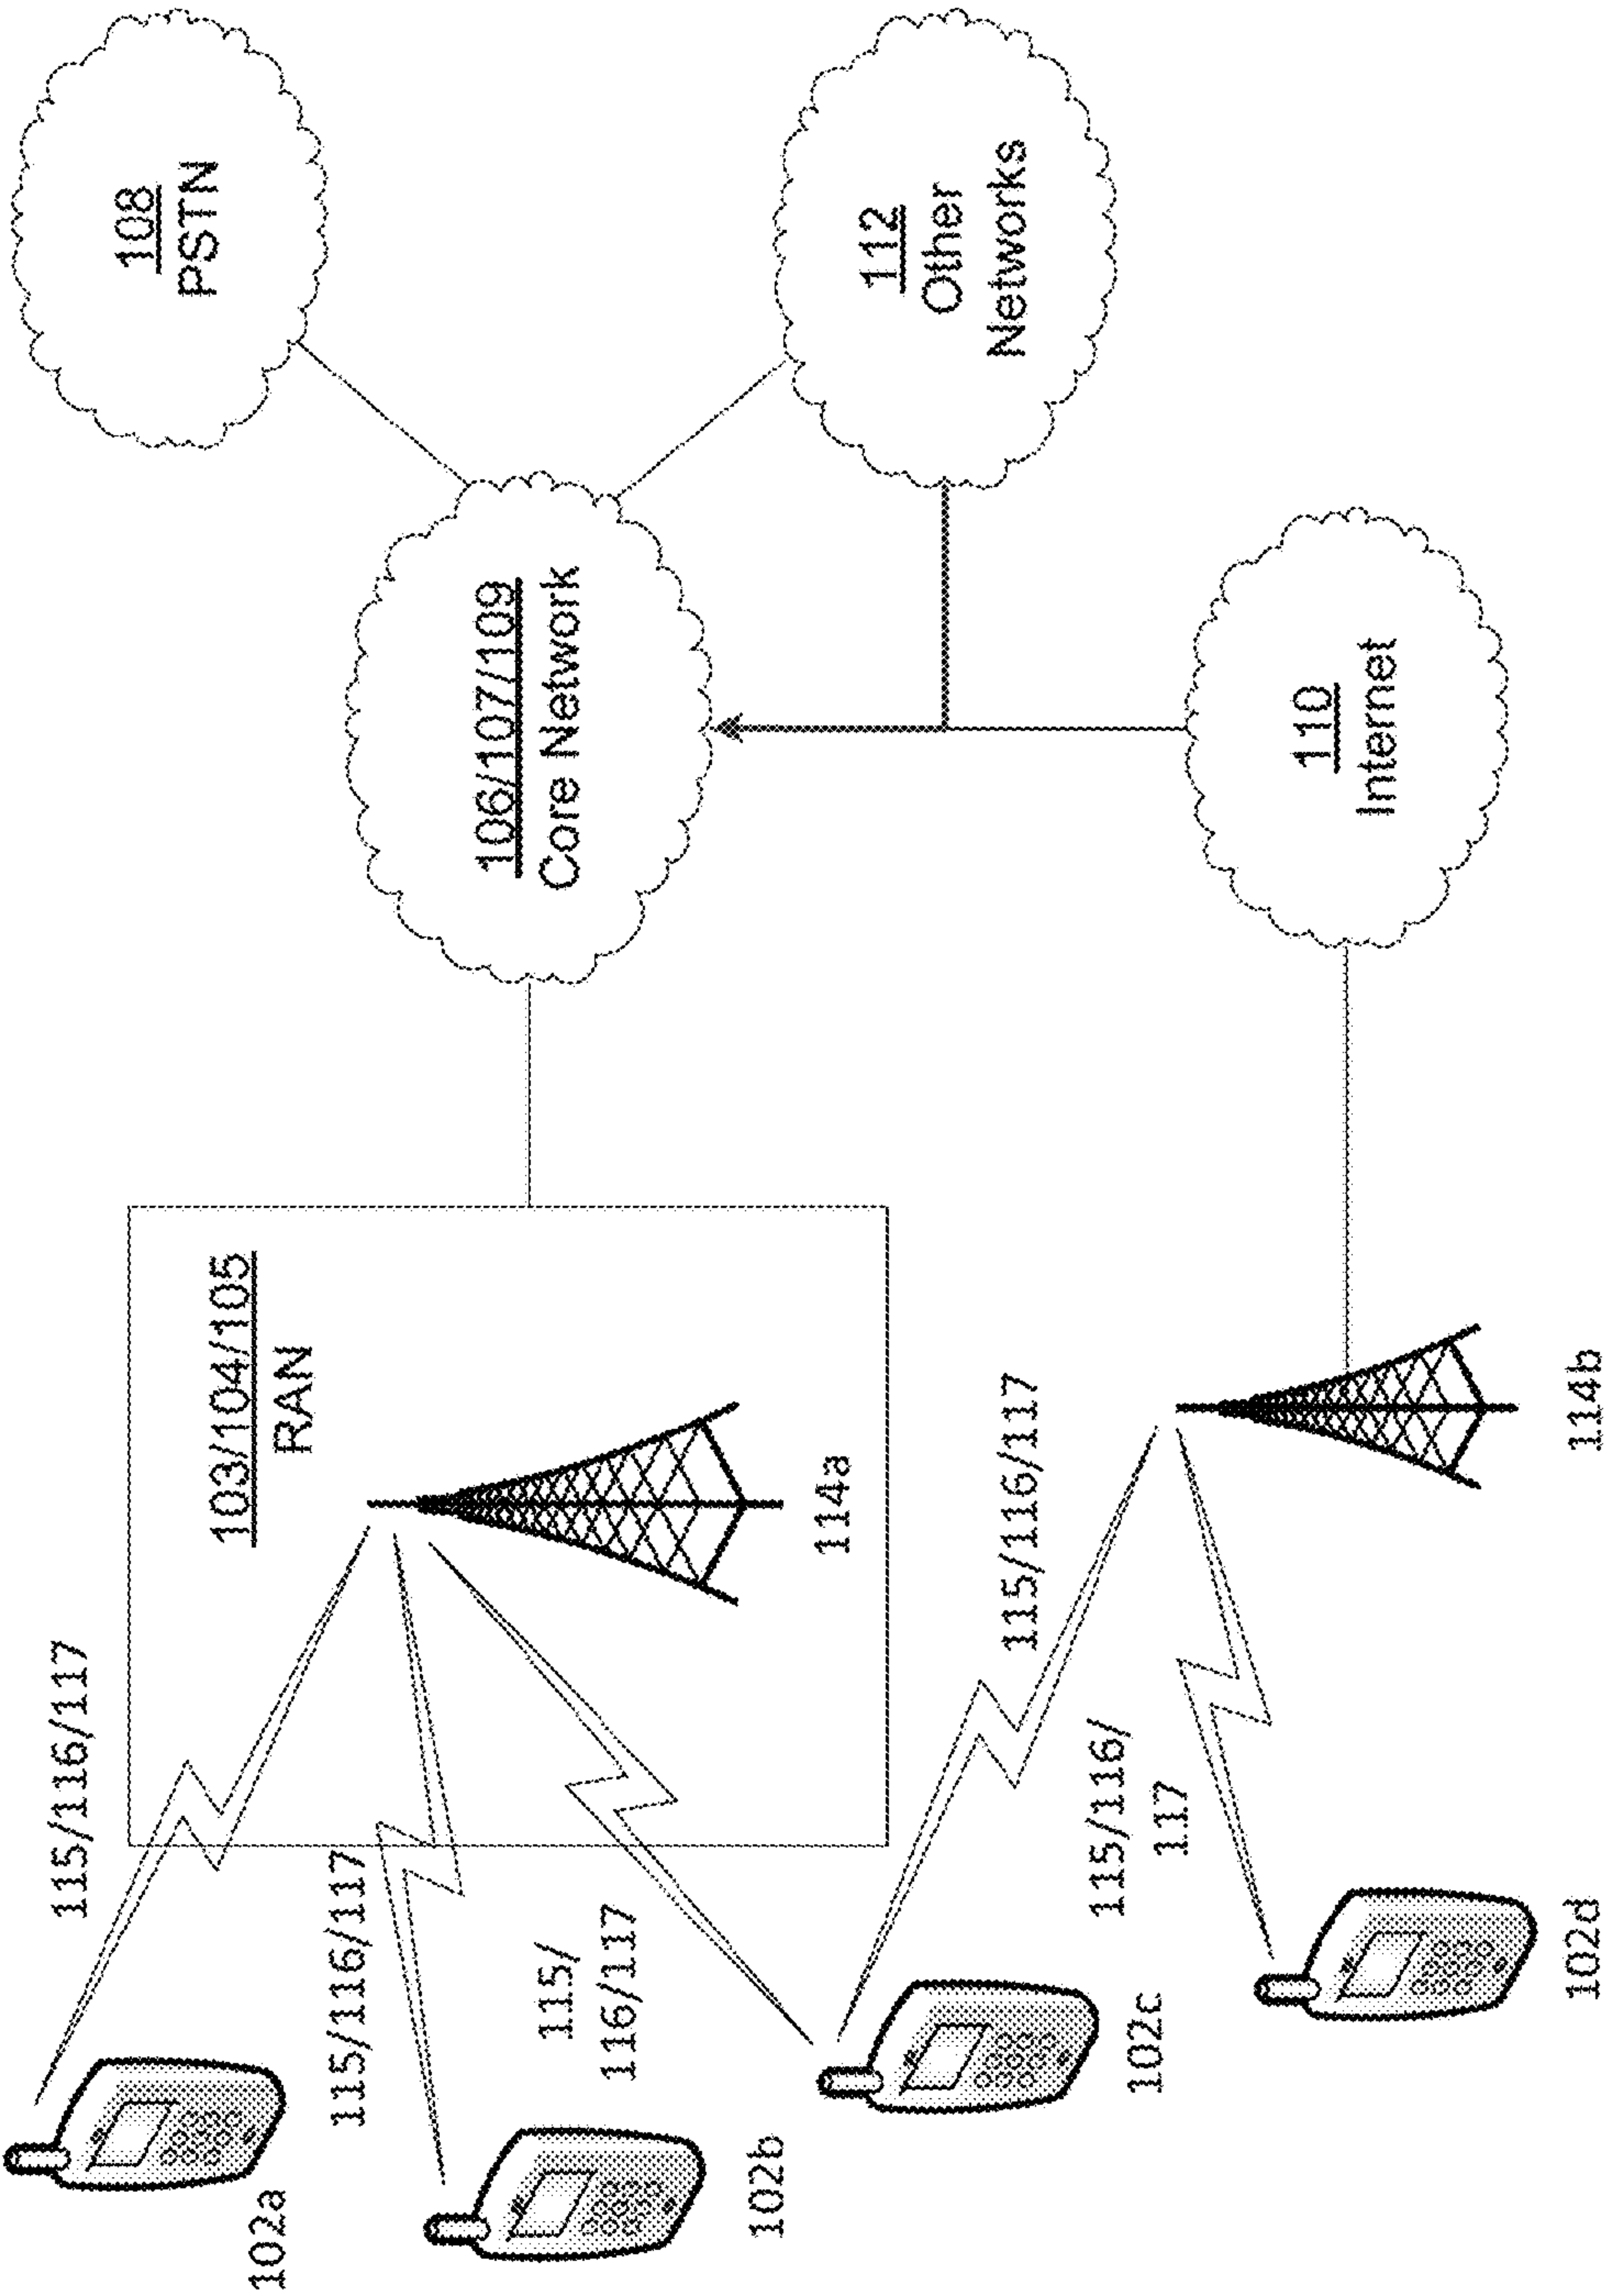 102a
115/116/117
102b
115/116/117
115/
116/117
102c
115/116/117
102d
115/116/
117
103/104/105
RAN
114a
114b
106/107/109
Core Network
108
PSTN
112
Other
Networks
110
Internet